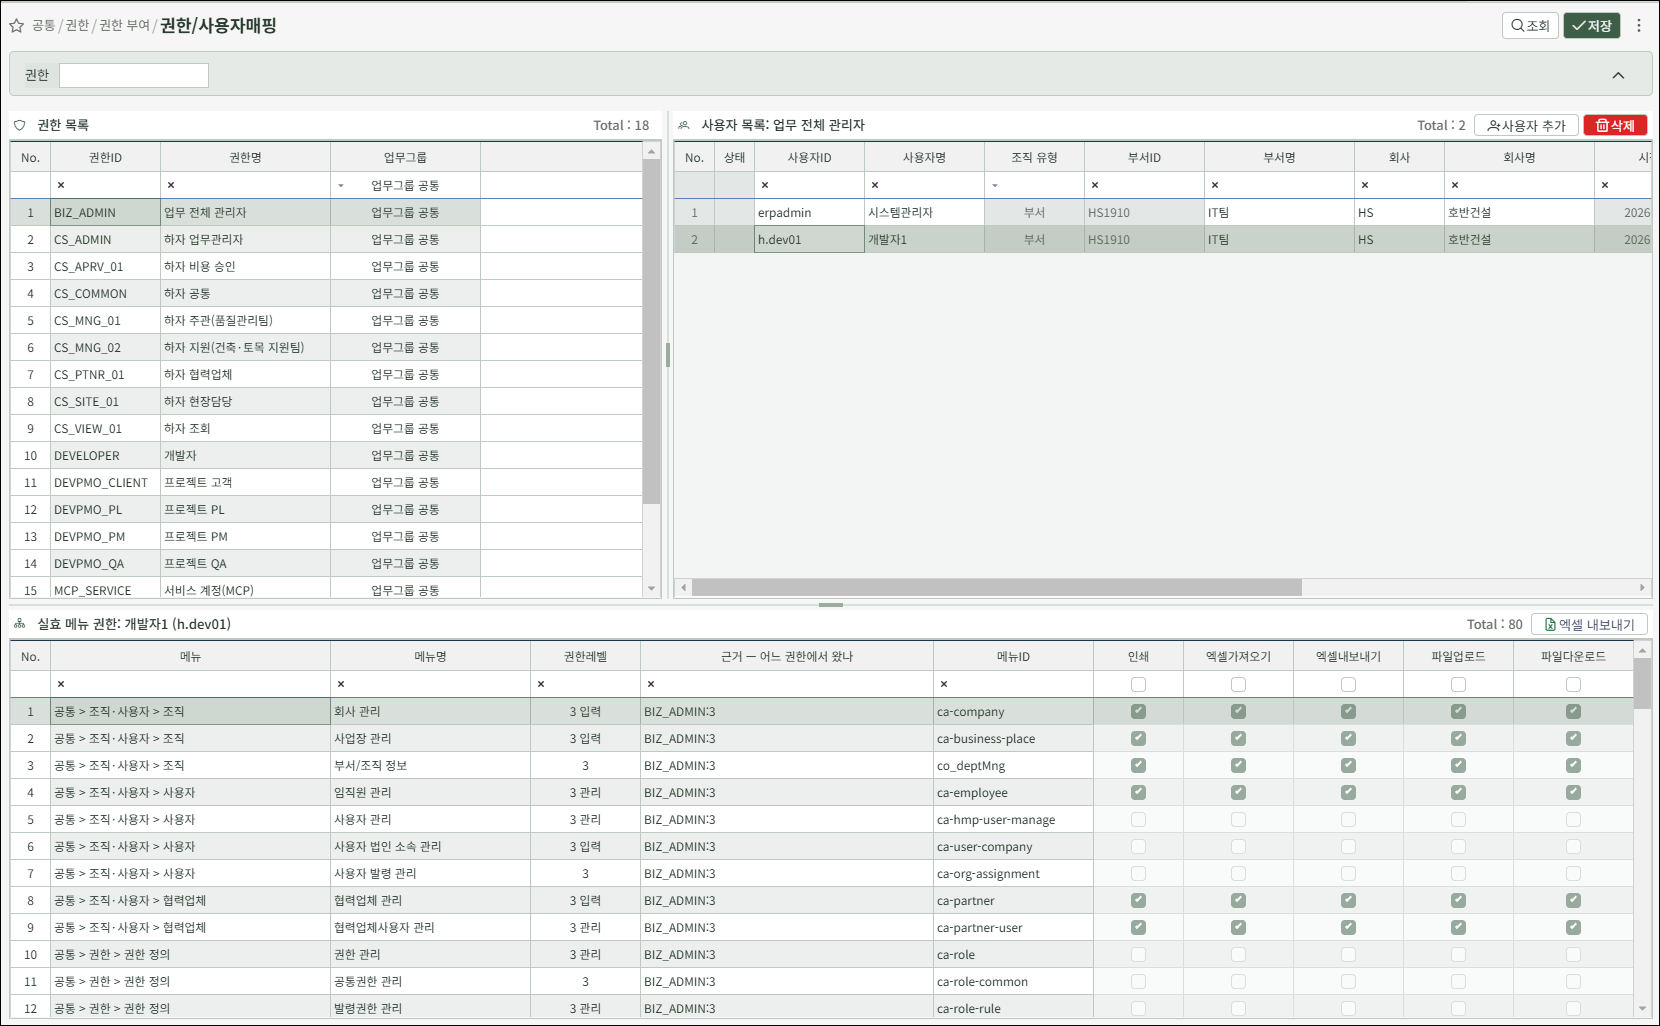 공통 / 권한 / 권한 부여 / 권한/사용자매핑
조회 저장
권한
권한 목록 Total : 18
No. 권한ID 권한명 업무그룹
업무그룹 공통
1 BIZ_ADMIN 업무 전체 관리자 업무그룹 공통
2 CS_ADMIN 하자 업무관리자 업무그룹 공통
3 CS_APRV_01 하자 비용 승인 업무그룹 공통
4 CS_COMMON 하자 공통 업무그룹 공통
5 CS_MNG_01 하자 주관(품질관리팀) 업무그룹 공통
6 CS_MNG_02 하자 지원(건축·토목 지원팀) 업무그룹 공통
7 CS_PTNR_01 하자 협력업체 업무그룹 공통
8 CS_SITE_01 하자 현장담당 업무그룹 공통
9 CS_VIEW_01 하자 조회 업무그룹 공통
10 DEVELOPER 개발자 업무그룹 공통
11 DEVPMO_CLIENT 프로젝트 고객 업무그룹 공통
12 DEVPMO_PL 프로젝트 PL 업무그룹 공통
13 DEVPMO_PM 프로젝트 PM 업무그룹 공통
14 DEVPMO_QA 프로젝트 QA 업무그룹 공통
15 MCP_SERVICE 서비스 계정(MCP) 업무그룹 공통
사용자 목록: 업무 전체 관리자 Total : 2 사용자 추가 삭제
No. 상태 사용자ID 사용자명 조직 유형 부서ID 부서명 회사 회사명
1 erpadmin 시스템관리자 부서 HS1910 IT팀 HS 호반건설 2026
2 h.dev01 개발자1 부서 HS1910 IT팀 HS 호반건설 2026
실효 메뉴 권한: 개발자1 (h.dev01) Total : 80 엑셀 내보내기
No. 메뉴 메뉴명 권한레벨 근거 — 어느 권한에서 왔나 메뉴ID 인쇄 엑셀가져오기 엑셀내보내기 파일업로드 파일다운로드
1 공통 > 조직·사용자 > 조직 회사 관리 3 입력 BIZ_ADMIN:3 ca-company
2 공통 > 조직·사용자 > 조직 사업장 관리 3 입력 BIZ_ADMIN:3 ca-business-place
3 공통 > 조직·사용자 > 조직 부서/조직 정보 3 BIZ_ADMIN:3 co_deptMng
4 공통 > 조직·사용자 > 사용자 임직원 관리 3 관리 BIZ_ADMIN:3 ca-employee
5 공통 > 조직·사용자 > 사용자 사용자 관리 3 관리 BIZ_ADMIN:3 ca-hmp-user-manage
6 공통 > 조직·사용자 > 사용자 사용자 법인 소속 관리 3 입력 BIZ_ADMIN:3 ca-user-company
7 공통 > 조직·사용자 > 사용자 사용자 발령 관리 3 BIZ_ADMIN:3 ca-org-assignment
8 공통 > 조직·사용자 > 협력업체 협력업체 관리 3 입력 BIZ_ADMIN:3 ca-partner
9 공통 > 조직·사용자 > 협력업체 협력업체사용자 관리 3 관리 BIZ_ADMIN:3 ca-partner-user
10 공통 > 권한 > 권한 정의 권한 관리 3 관리 BIZ_ADMIN:3 ca-role
11 공통 > 권한 > 권한 정의 공통권한 관리 3 BIZ_ADMIN:3 ca-role-common
12 공통 > 권한 > 권한 정의 발령권한 관리 3 관리 BIZ_ADMIN:3 ca-role-rule